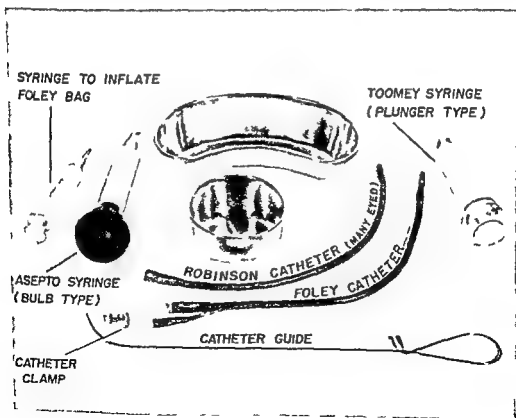 SYRINGE TO INFLATE
FOLEY BAG
TOOMEY SYRINGE
(PLUNGER TYPE)
ASEPTO SYRINGE
(BULB TYPE)
ROBINSON CATHETER (MANY EYED)
FOLEY CATHETER
CATHETER GUIDE
CATHETER
CLAMP